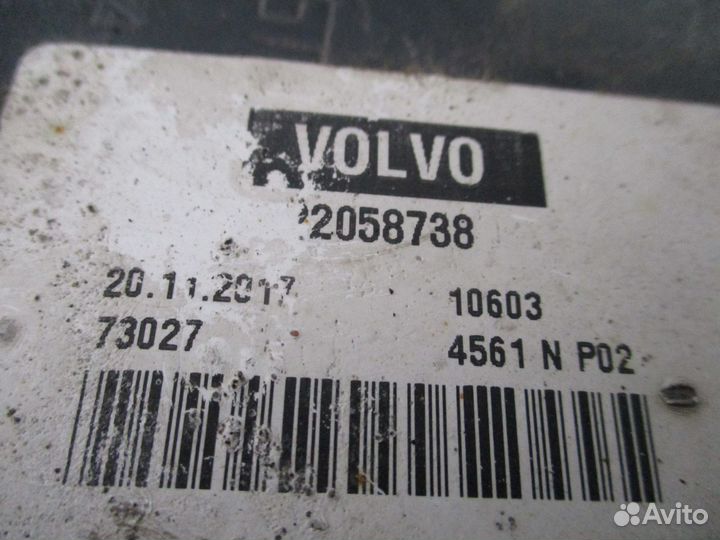 VOLVO
22058738
20.11.2017 10603
73027 4561 N P02
Avito